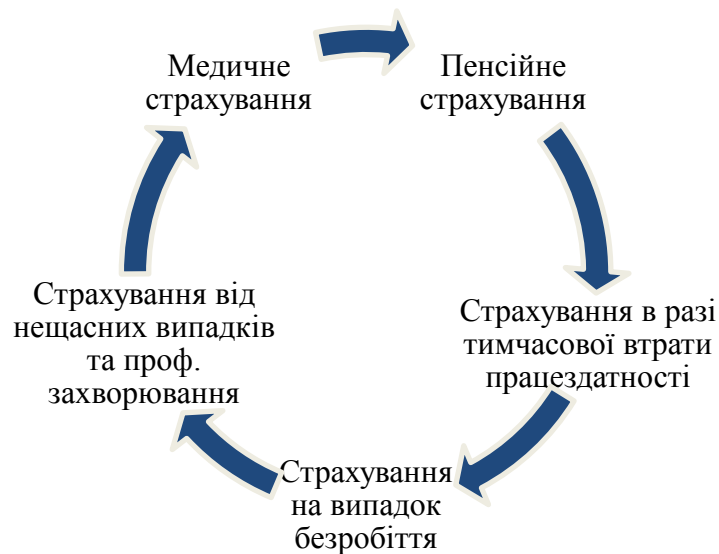 Медичне
страхування
Пенсійне
страхування
Страхування в разі
тимчасової втрати
працездатності
Страхування
на випадок
безробіття
Страхування від
нещасних випадків
та проф.
захворювання